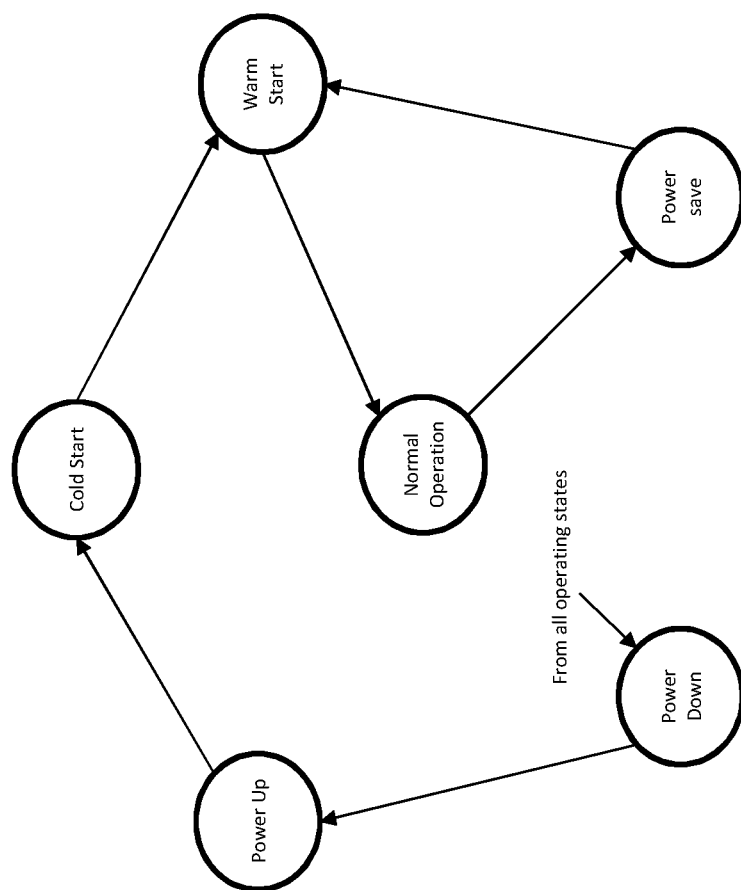 Power Up
Cold Start
Warm
Start
Power
Down
From all operating states
Normal
Operation
Power
save